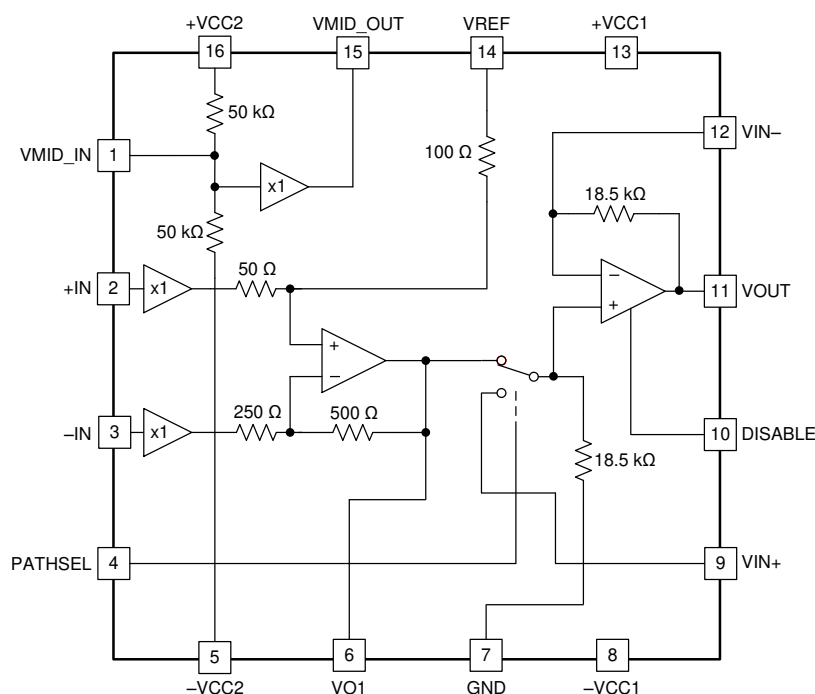 +VCC2
VMID_OUT
VREF
+VCC1
16
15
14
13
50 kΩ
12
VIN–
VMID_IN
1
100 Ω
x1
18.5 kΩ
50 kΩ
50 Ω
+IN
2
x1
–
11
VOUT
+
+
–
250 Ω
500 Ω
–IN
3
x1
10
DISABLE
18.5 kΩ
PATHSEL
4
9
VIN+
5
6
7
8
–VCC2
VO1
GND
–VCC1